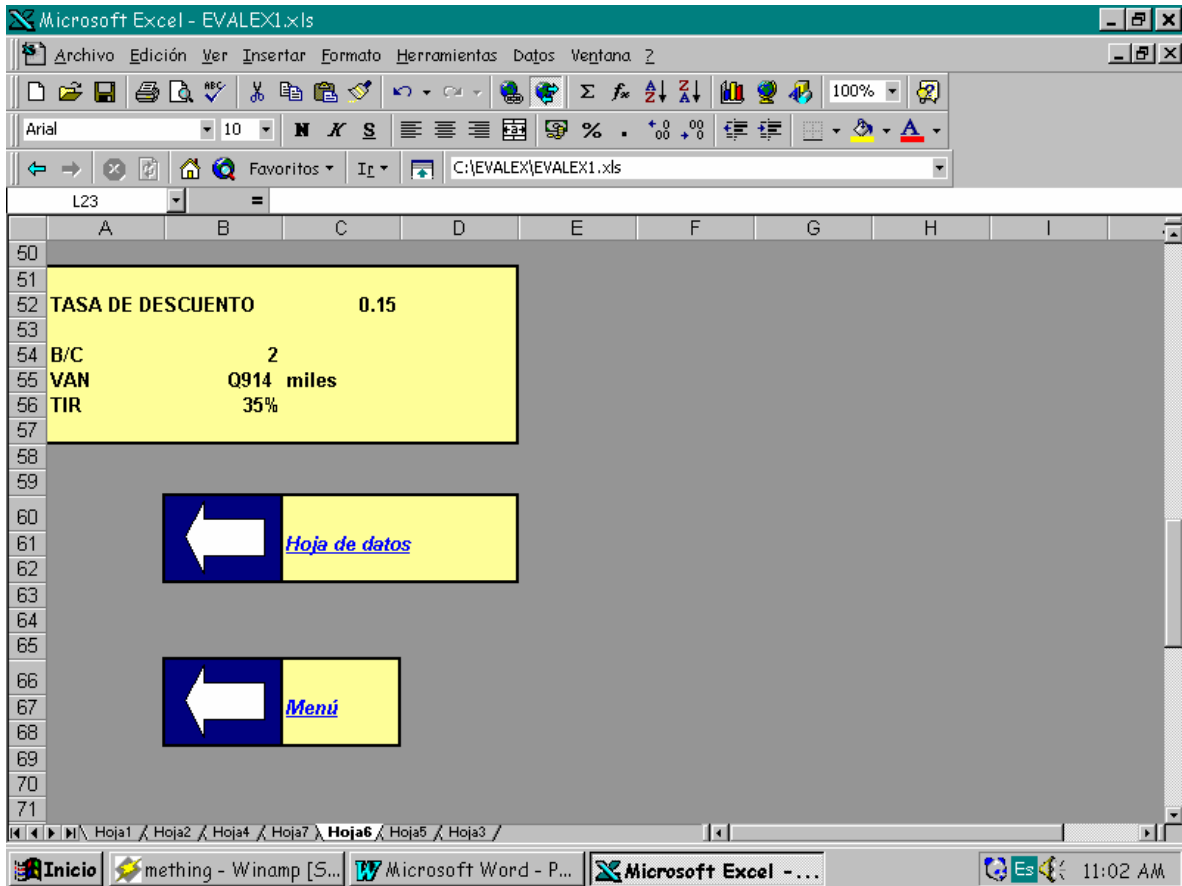 Microsoft Excel - EVALEX1.xls
Archivo Edición Ver Insertar Formato Herramientas Datos Ventana ?
100%
Arial 10 N K S %
Favoritos Ir C:\EVALEX\EVALEX1.xls
L23 =
A B C D E F G H I
50
51
52 TASA DE DESCUENTO 0.15
53
54 B/C 2
55 VAN Q914 miles
56 TIR 35%
57
58
59
60
61 Hoja de datos
62
63
64
65
66
67 Menú
68
69
70
71
Hoja1 Hoja2 Hoja4 Hoja7 Hoja6 Hoja5 Hoja3
Inicio mething - Winamp [S... Microsoft Word - P... Microsoft Excel -... Es 11:02 AM